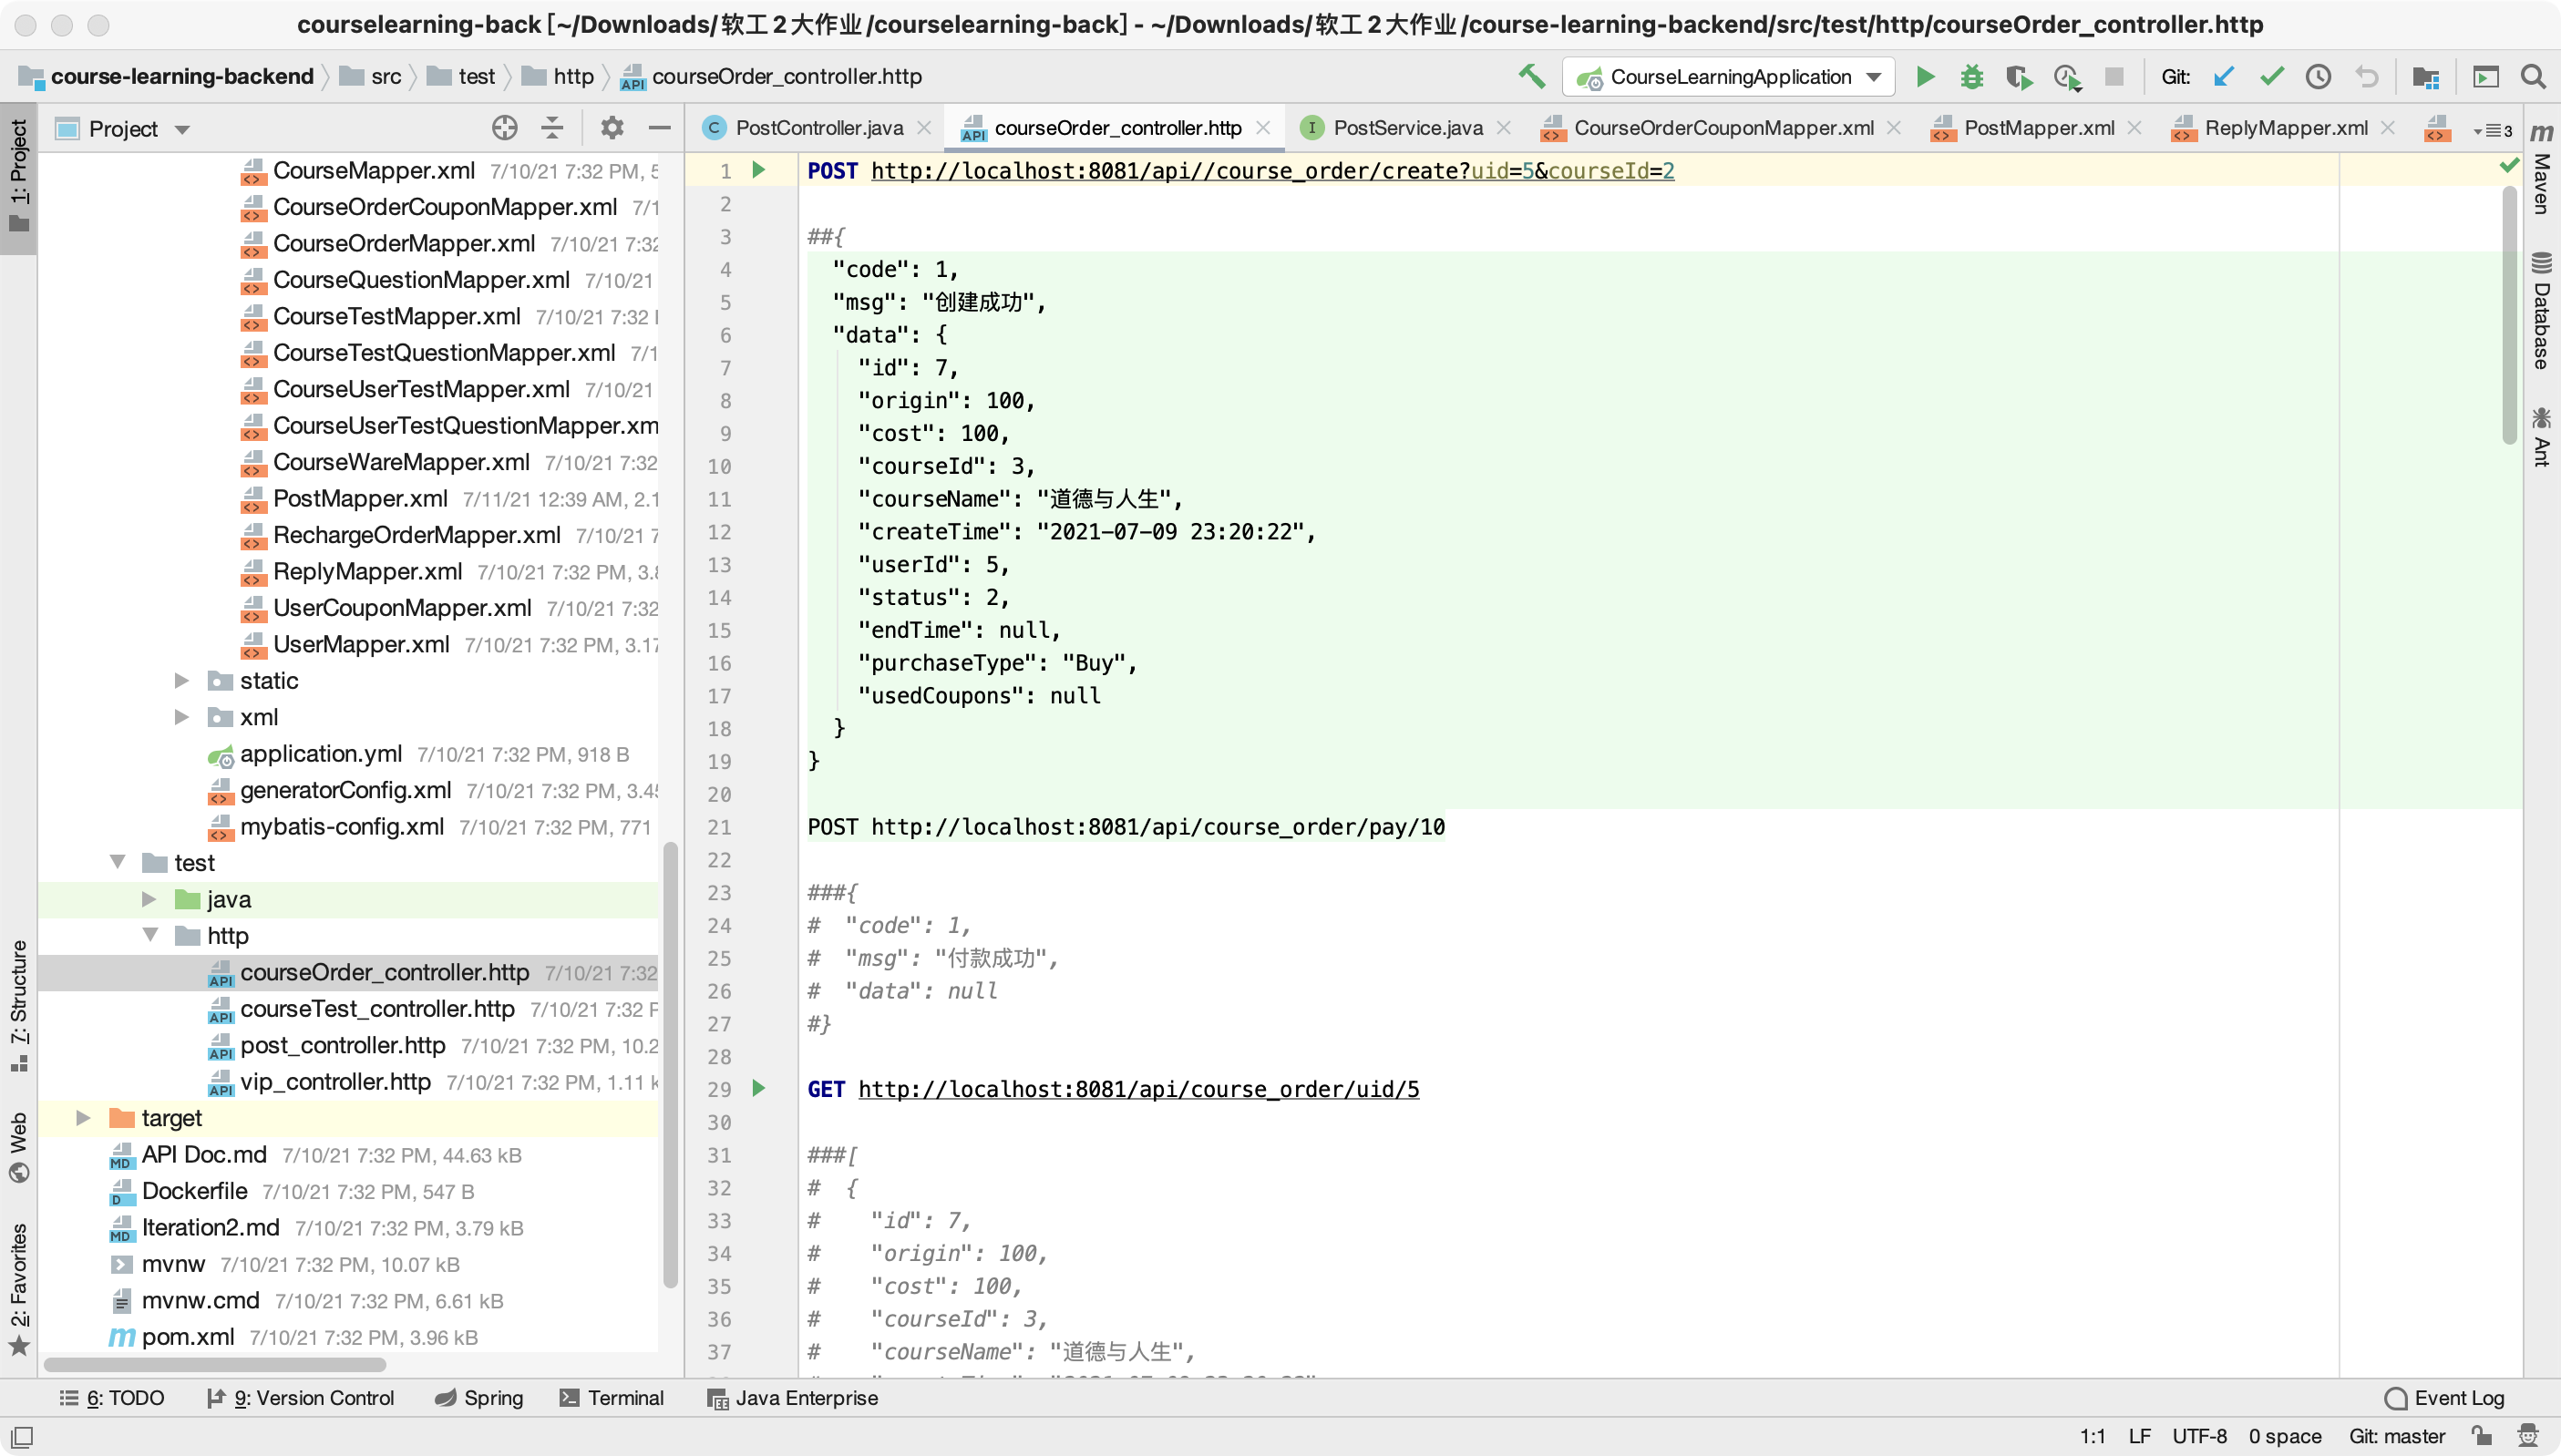 courselearning-back [~/Downloads/软工2大作业/courselearning-back] - ~/Downloads/软工2大作业/course-learning-backend/src/test/http/courseOrder_controller.http
course-learning-backend src test http courseOrder_controller.http CourseLearningApplication Git:
Project
PostController.java courseOrder_controller.http PostService.java CourseOrderCouponMapper.xml PostMapper.xml ReplyMapper.xml 3
1: Project
7: Structure
Web
2: Favorites
CourseMapper.xml 7/10/21 7:32 PM, 5
CourseOrderCouponMapper.xml 7/1
CourseOrderMapper.xml 7/10/21 7:32
CourseQuestionMapper.xml 7/10/21
CourseTestMapper.xml 7/10/21 7:32
CourseTestQuestionMapper.xml 7/1
CourseUserTestMapper.xml 7/10/21
CourseUserTestQuestionMapper.xm
CourseWareMapper.xml 7/10/21 7:32
PostMapper.xml 7/11/21 12:39 AM, 2.1
RechargeOrderMapper.xml 7/10/21 7
ReplyMapper.xml 7/10/21 7:32 PM, 3.8
UserCouponMapper.xml 7/10/21 7:32
UserMapper.xml 7/10/21 7:32 PM, 3.17
static
xml
application.yml 7/10/21 7:32 PM, 918 B
generatorConfig.xml 7/10/21 7:32 PM, 3.45
mybatis-config.xml 7/10/21 7:32 PM, 771
test
java
http
courseOrder_controller.http 7/10/21 7:32
courseTest_controller.http 7/10/21 7:32 P
post_controller.http 7/10/21 7:32 PM, 10.2
vip_controller.http 7/10/21 7:32 PM, 1.11 k
target
API Doc.md 7/10/21 7:32 PM, 44.63 kB
Dockerfile 7/10/21 7:32 PM, 547 B
Iteration2.md 7/10/21 7:32 PM, 3.79 kB
mvnw 7/10/21 7:32 PM, 10.07 kB
mvnw.cmd 7/10/21 7:32 PM, 6.61 kB
pom.xml 7/10/21 7:32 PM, 3.96 kB
1 POST http://localhost:8081/api//course_order/create?uid=5&courseId=2
2
3 ##{
4 "code": 1,
5 "msg": "创建成功",
6 "data": {
7 "id": 7,
8 "origin": 100,
9 "cost": 100,
10 "courseId": 3,
11 "courseName": "道德与人生",
12 "createTime": "2021-07-09 23:20:22",
13 "userId": 5,
14 "status": 2,
15 "endTime": null,
16 "purchaseType": "Buy",
17 "usedCoupons": null
18 }
19 }
20
21 POST http://localhost:8081/api/course_order/pay/10
22
23 ###{
24 # "code": 1,
25 # "msg": "付款成功",
26 # "data": null
27 #}
28
29 GET http://localhost:8081/api/course_order/uid/5
30
31 ###[
32 # {
33 # "id": 7,
34 # "origin": 100,
35 # "cost": 100,
36 # "courseId": 3,
37 # "courseName": "道德与人生",
Maven
Database
Ant
6: TODO 9: Version Control Spring Terminal Java Enterprise Event Log
1:1 LF UTF-8 0 space Git: master